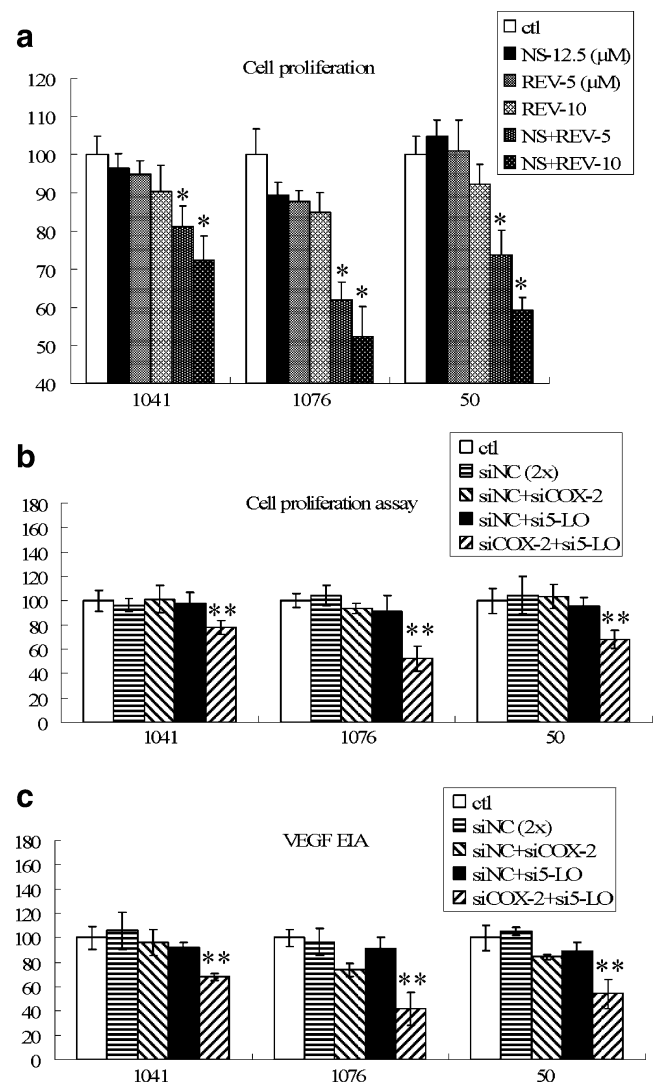 a
ctl
NS-12.5 (μM)
REV-5 (μM)
REV-10
NS+REV-5
NS+REV-10
Cell proliferation
120
110
100
90
80
70
60
50
40
* *
* *
* *
1041 1076 50
b
ctl
siNC (2x)
siNC+siCOX-2
siNC+si5-LO
siCOX-2+si5-LO
Cell proliferation assay
180
160
140
120
100
80
60
40
20
0
** ** **
1041 1076 50
c
ctl
siNC (2x)
siNC+siCOX-2
siNC+si5-LO
siCOX-2+si5-LO
VEGF EIA
180
160
140
120
100
80
60
40
20
0
** ** **
1041 1076 50